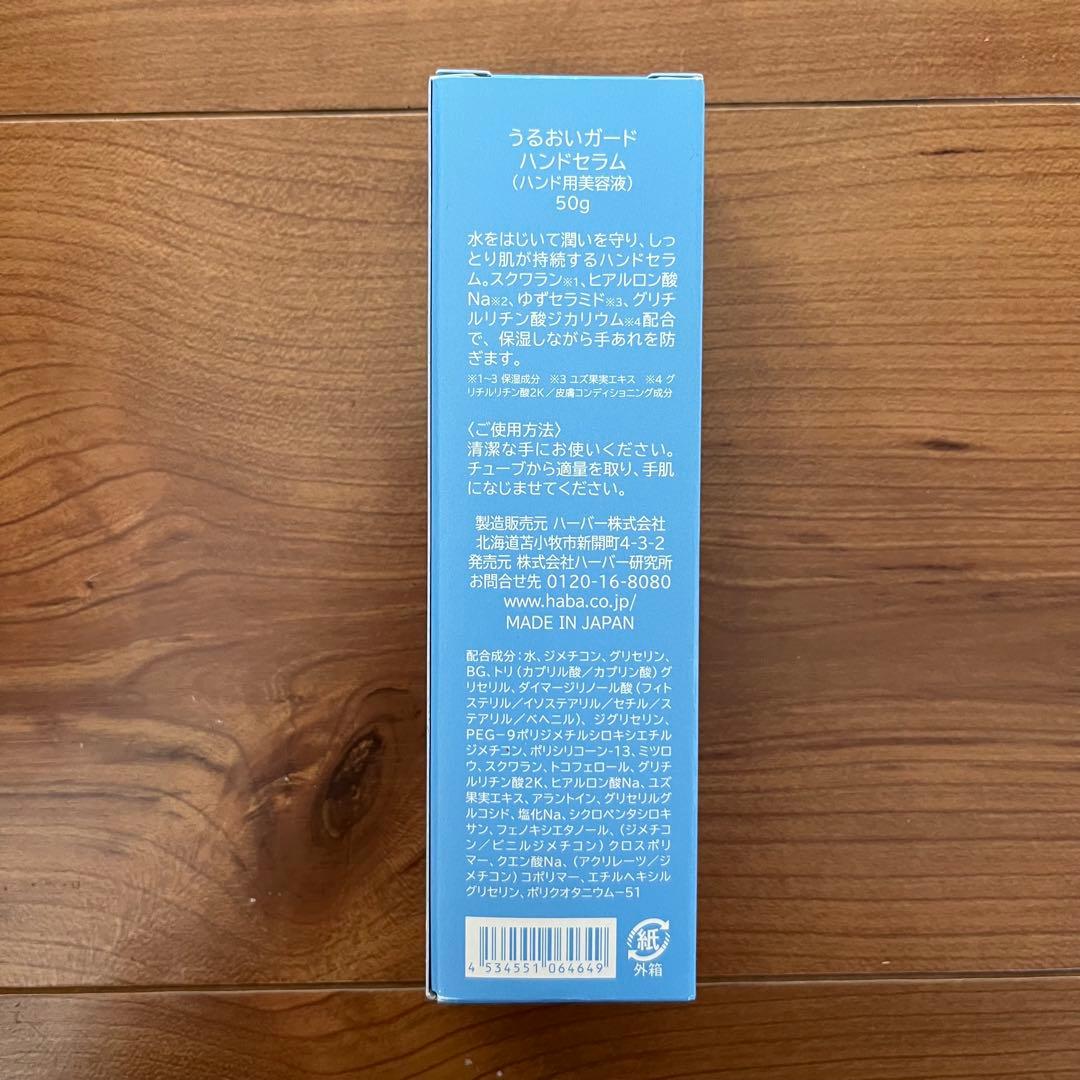 うるおいガード
ハンドセラム
（ハンド用美容液）
50g
水をはじいて潤いを守り、しっ
とり肌が持続するハンドセラ
ム。スクワラン※1、ヒアルロン酸
Na※2、ゆずセラミド※3、グリチ
ルリチン酸ジカリウム※4配合
で、保湿しながら手あれを防
ぎます。
※1~3 保湿成分　※3 ユズ果実エキス　※4 グ
リチルリチン酸2K／皮膚コンディショニング成分
〈ご使用方法〉
清潔な手にお使いください。
チューブから適量を取り、手肌
になじませてください。
製造販売元 ハーバー株式会社
北海道苫小牧市新開町4-3-2
発売元 株式会社ハーバー研究所
お問合せ先 0120-16-8080
www.haba.co.jp/
MADE IN JAPAN
配合成分：水、ジメチコン、グリセリン、
BG、トリ（カプリル酸／カプリン酸）グ
リセリル、ダイマージリノール酸（フィト
ステリル／イソステアリル／セチル／ス
テアリル／ベヘニル）、ジグリセリン、
PEG-9ポリジメチルシロキシエチル
ジメチコン、ポリシリコーン-13、ミツロ
ウ、スクワラン、トコフェロール、グリチ
ルリチン酸2K、ヒアルロン酸Na、ユズ
果実エキス、アラントイン、グリセリルグ
ルコシド、塩化Na、シクロペンタシロキ
サン、フェノキシエタノール、（ジメチコ
ン／ビニルジメチコン）クロスポリ
マー、クエン酸Na、（アクリレーツ／ジ
メチコン）コポリマー、エチルヘキシル
グリセリン、ポリクオタニウム-51
4 534551 064649
紙
外箱